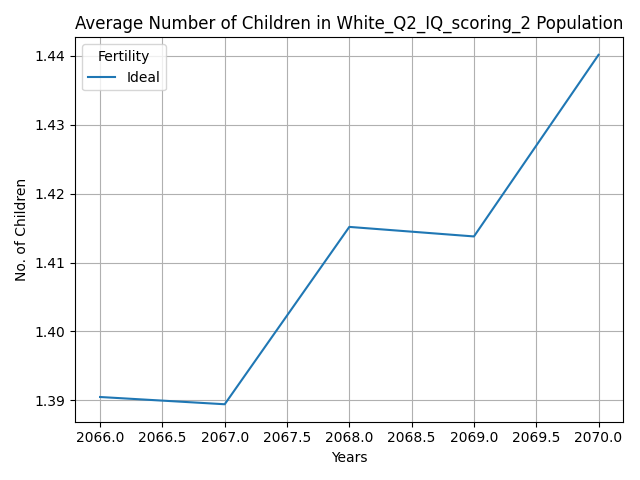 Average Number of Children in White_Q2_IQ_scoring_2 Population
Fertility
Ideal
No. of Children
1.44
1.43
1.42
1.41
1.40
1.39
2066.0 2066.5 2067.0 2067.5 2068.0 2068.5 2069.0 2069.5 2070.0
Years